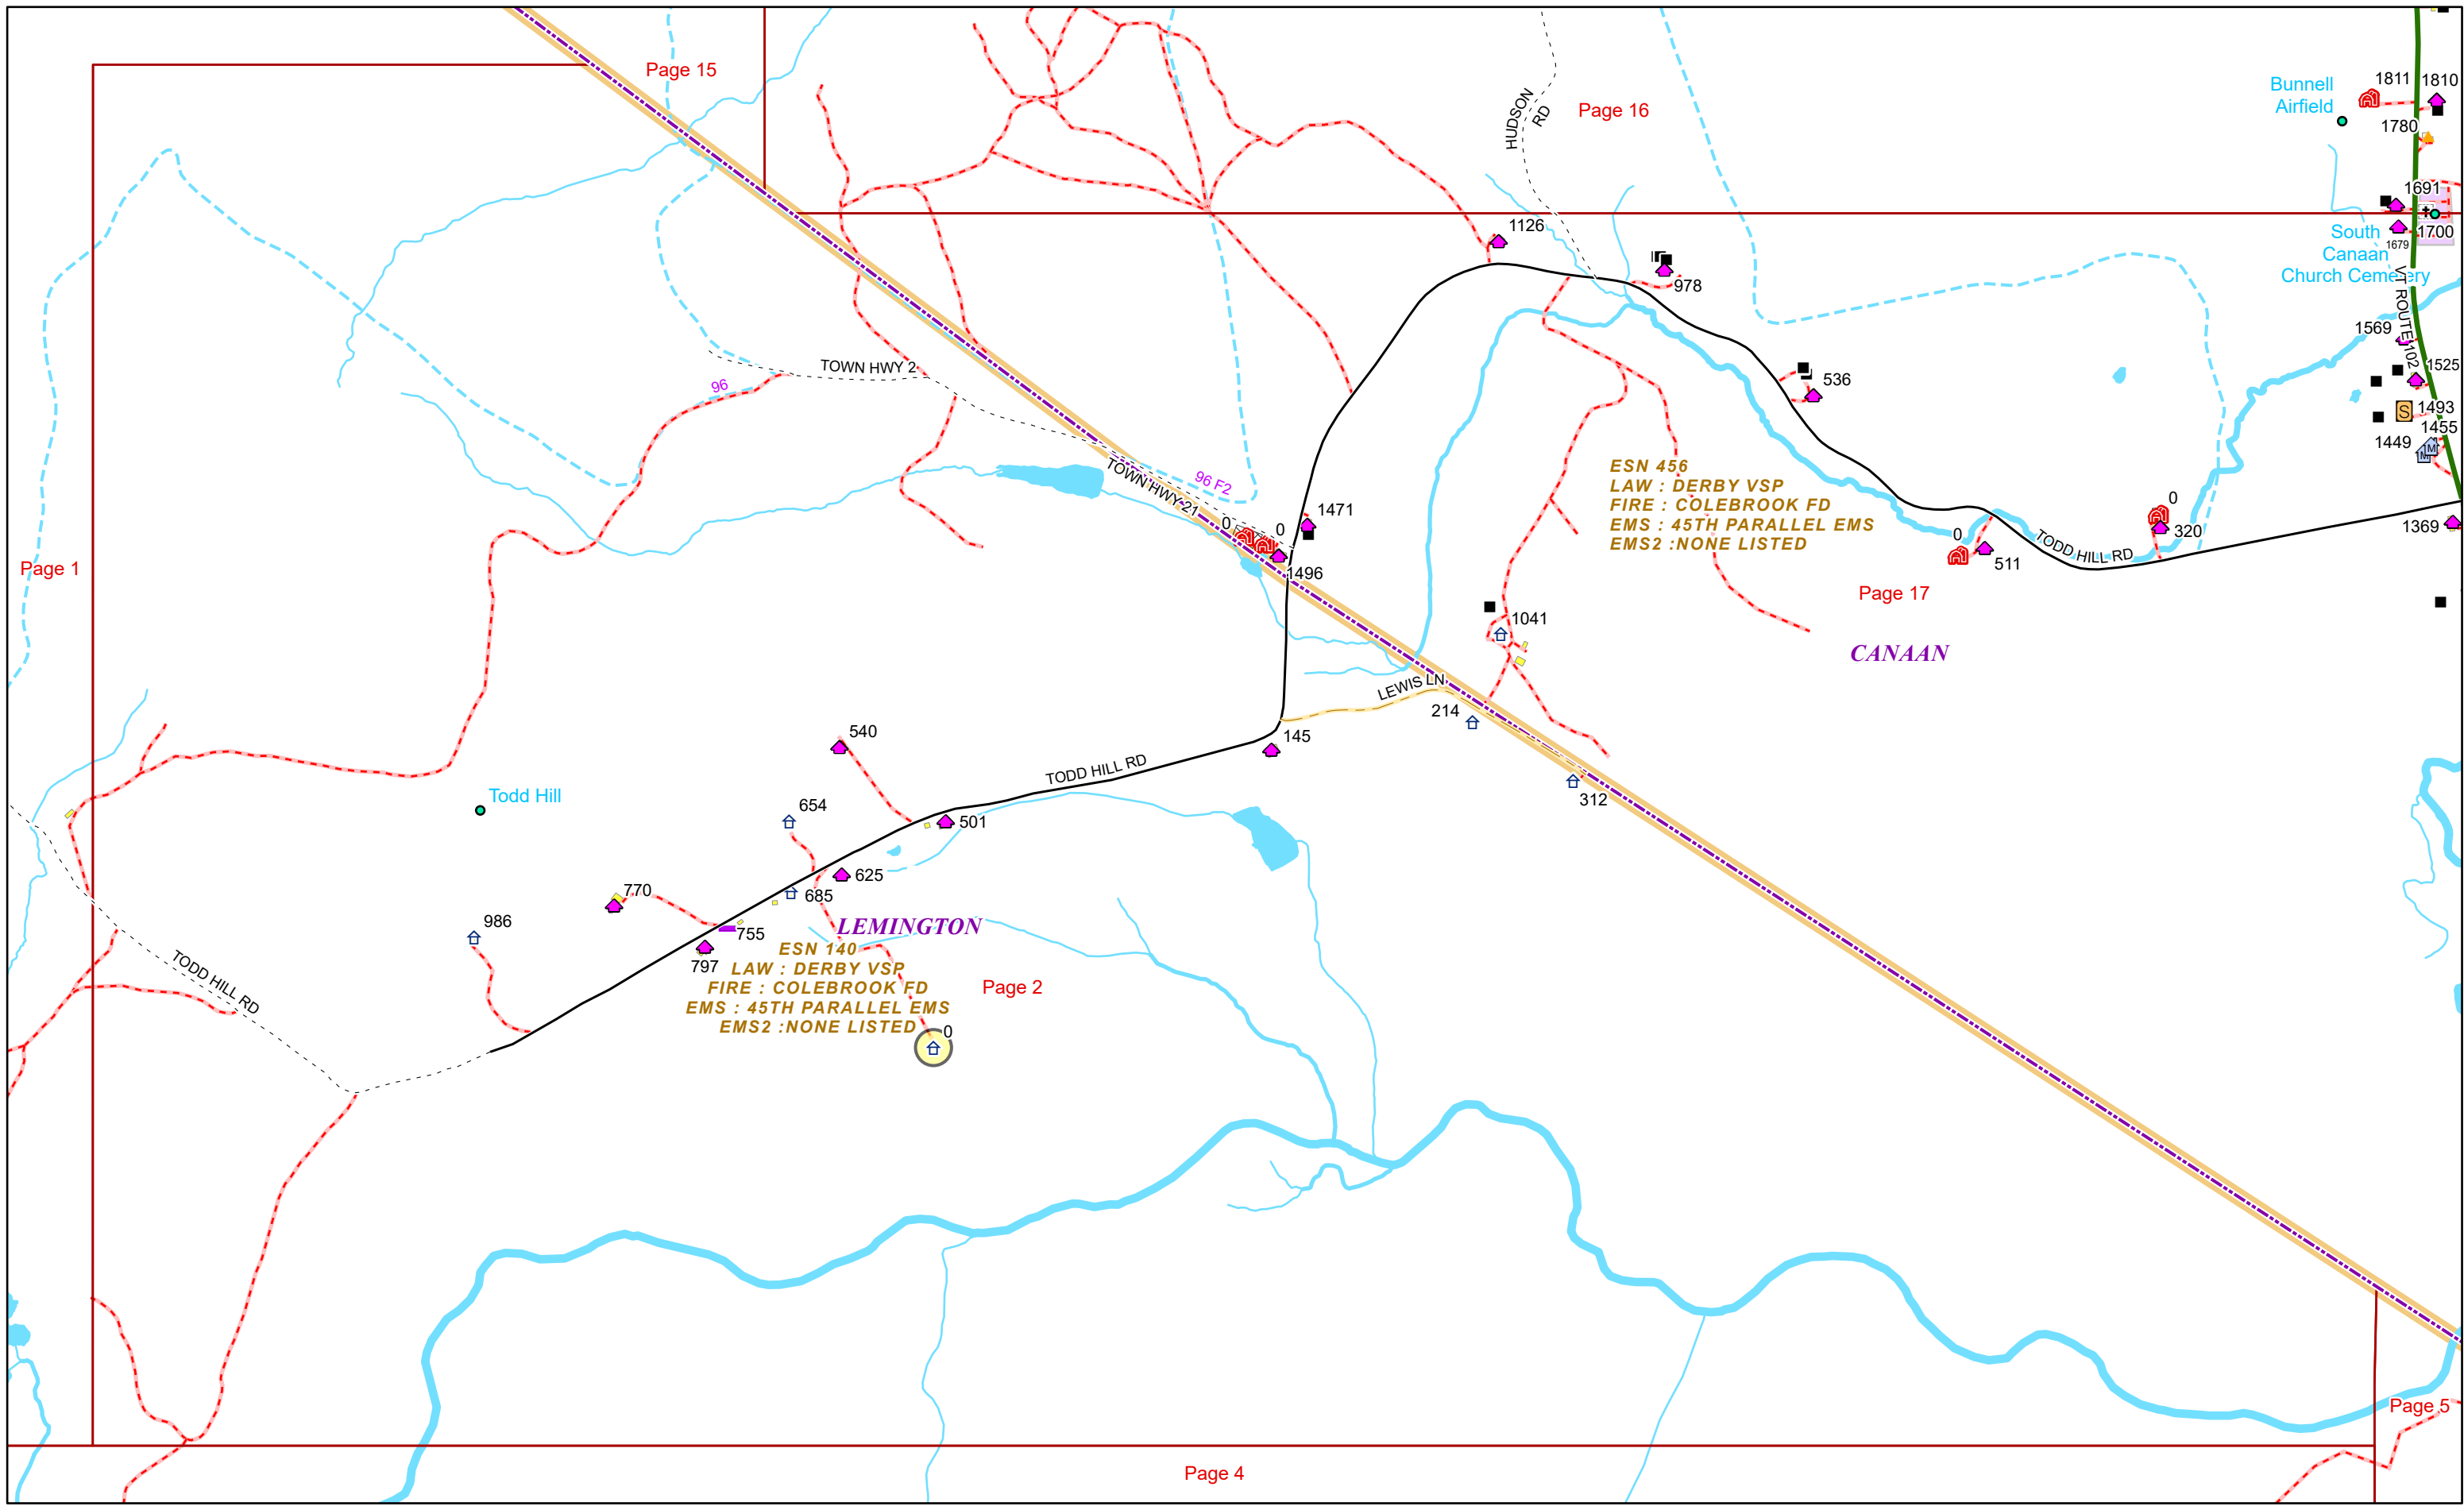 Page 15
HUDSON
RD
Page 16
Bunnell
Airfield
1811
1810
1780
1691
South
Canaan
Church Cemetery
1679
1700
VT ROUTE 102
1126
978
1569
1525
TOWN HWY 2
96
536
1493
1455
1449
ESN 456
LAW : DERBY VSP
FIRE : COLEBROOK FD
EMS : 45TH PARALLEL EMS
EMS2 :NONE LISTED
TOWN HWY 21
96 F2
0
0
1471
1496
0
320
0
511
TODD HILL RD
1369
S
M
M
Page 1
Page 17
1041
CANAAN
LEWIS LN
214
145
312
540
TODD HILL RD
Todd Hill
654
501
625
685
770
986
755
797
LEMINGTON
ESN 140
LAW : DERBY VSP
FIRE : COLEBROOK FD
EMS : 45TH PARALLEL EMS
EMS2 :NONE LISTED
Page 2
0
TODD HILL RD
Page 5
Page 4